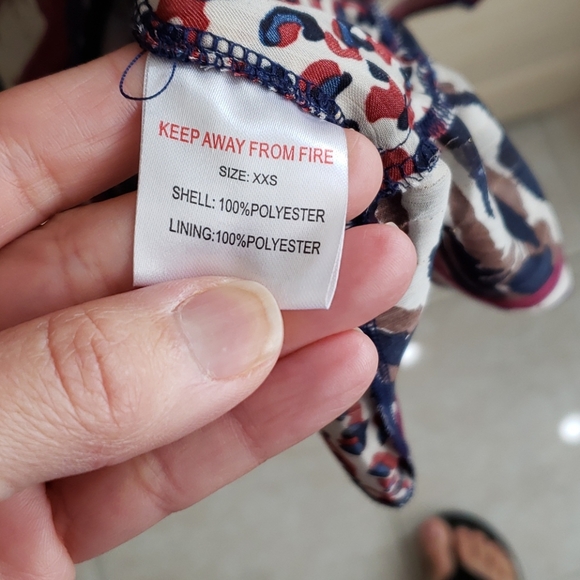 KEEP AWAY FROM FIRE
SIZE: XXS
SHELL: 100%POLYESTER
LINING:100%POLYESTER